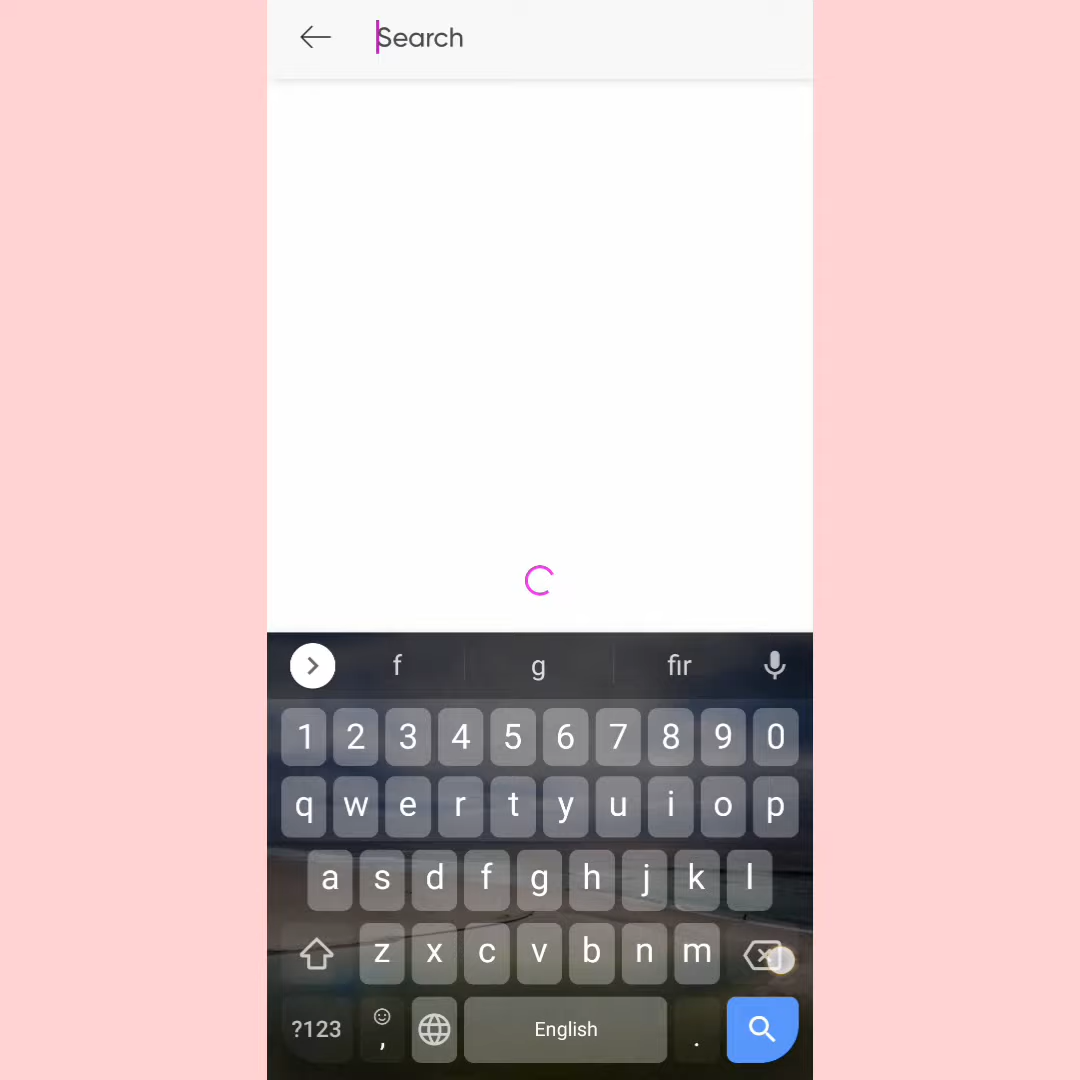 Search
f g fir
1 2 3 4 5 6 7 8 9 0
q w e r t y u i o p
a s d f g h j k l
z x c v b n m
?123 , English .